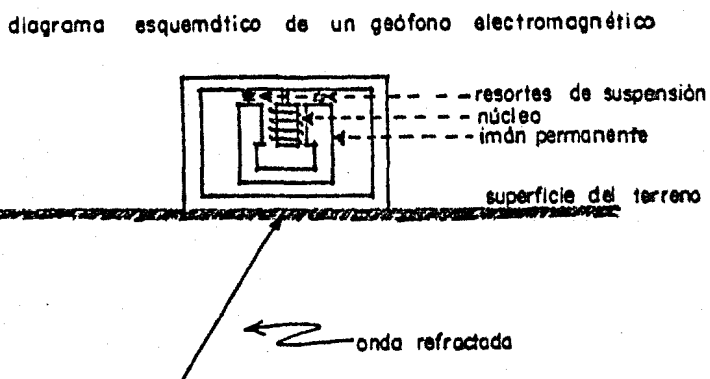 diagrama esquemático de un geófono electromagnético
resortes de suspensión
núcleo
imán permanente
superficie del terreno
onda refractada